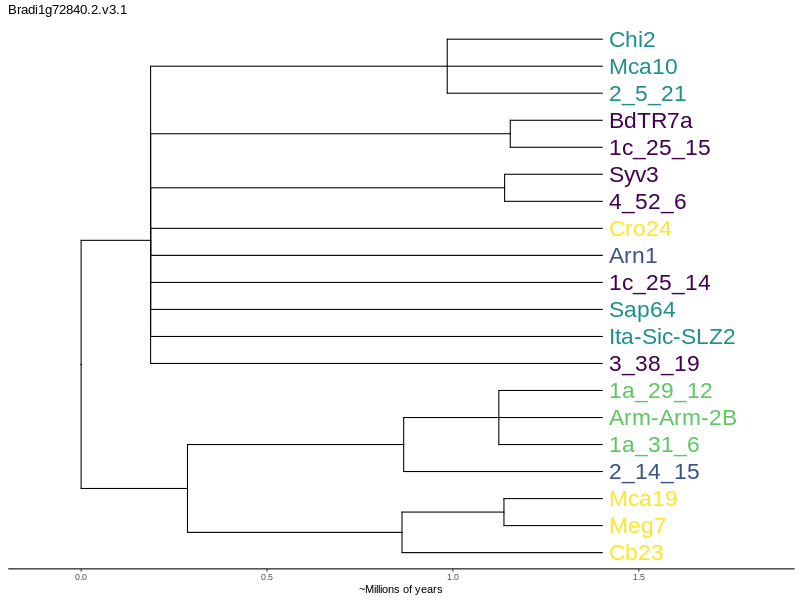 Bradi1g72840.2.v3.1
Chi2
Mca10
2_5_21
BdTR7a
1c_25_15
Syv3
4_52_6
Cro24
Arn1
1c_25_14
Sap64
Ita-Sic-SLZ2
3_38_19
1a_29_12
Arm-Arm-2B
1a_31_6
2_14_15
Mca19
Meg7
Cb23
0.0 0.5 1.0 1.5
~Millions of years